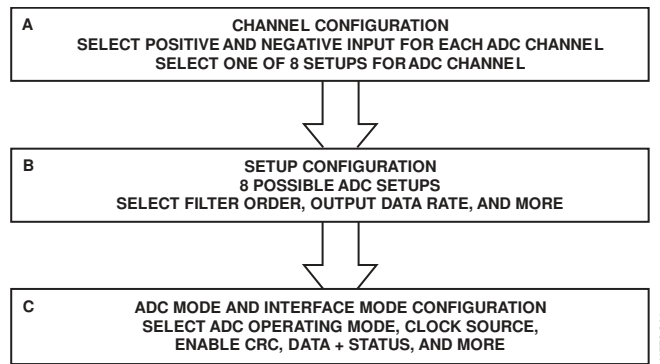 A
CHANNEL CONFIGURATION
SELECT POSITIVE AND NEGATIVE INPUT FOR EACH ADC CHANNEL
SELECT ONE OF 8 SETUPS FOR ADC CHANNEL
B
SETUP CONFIGURATION
8 POSSIBLE ADC SETUPS
SELECT FILTER ORDER, OUTPUT DATA RATE, AND MORE
C
ADC MODE AND INTERFACE MODE CONFIGURATION
SELECT ADC OPERATING MODE, CLOCK SOURCE,
ENABLE CRC, DATA + STATUS, AND MORE